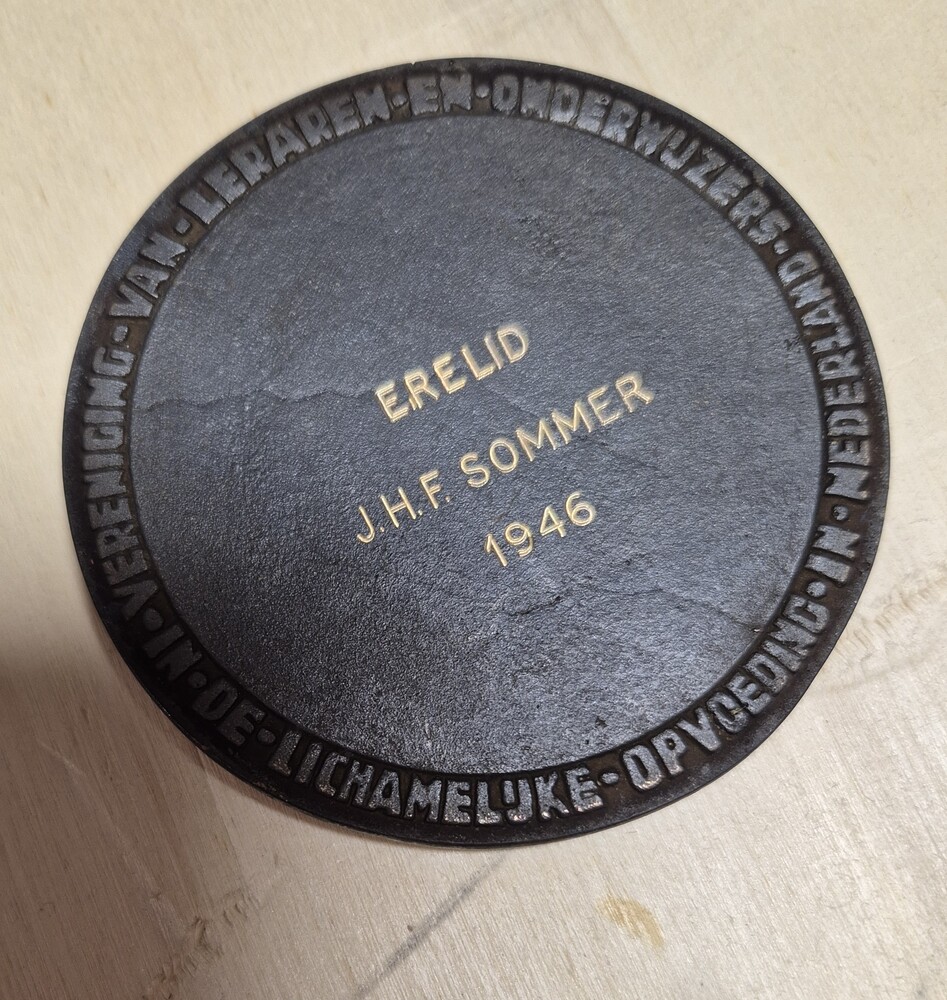 VERENIGING · VAN · LERAREN · EN · ONDERWIJZERS · IN · DE · LICHAMELIJKE · OPVOEDING · IN · NEDERLAND
ERELID
J.H.F. SOMMER
1946